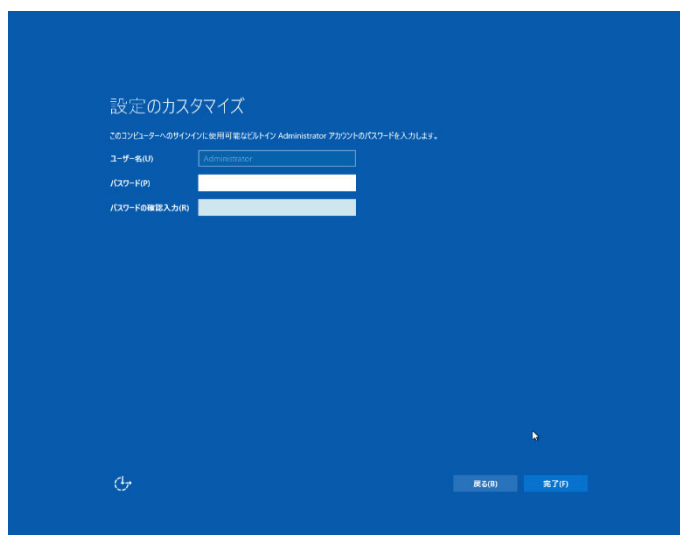 設定のカスタマイズ
このコンピューターへのサインインに使用可能なビルトイン Administrator アカウントのパスワードを入力します。
ユーザー名(U) Administrator
パスワード(P)
パスワードの確認入力(R)
戻る(B) 完了(F)